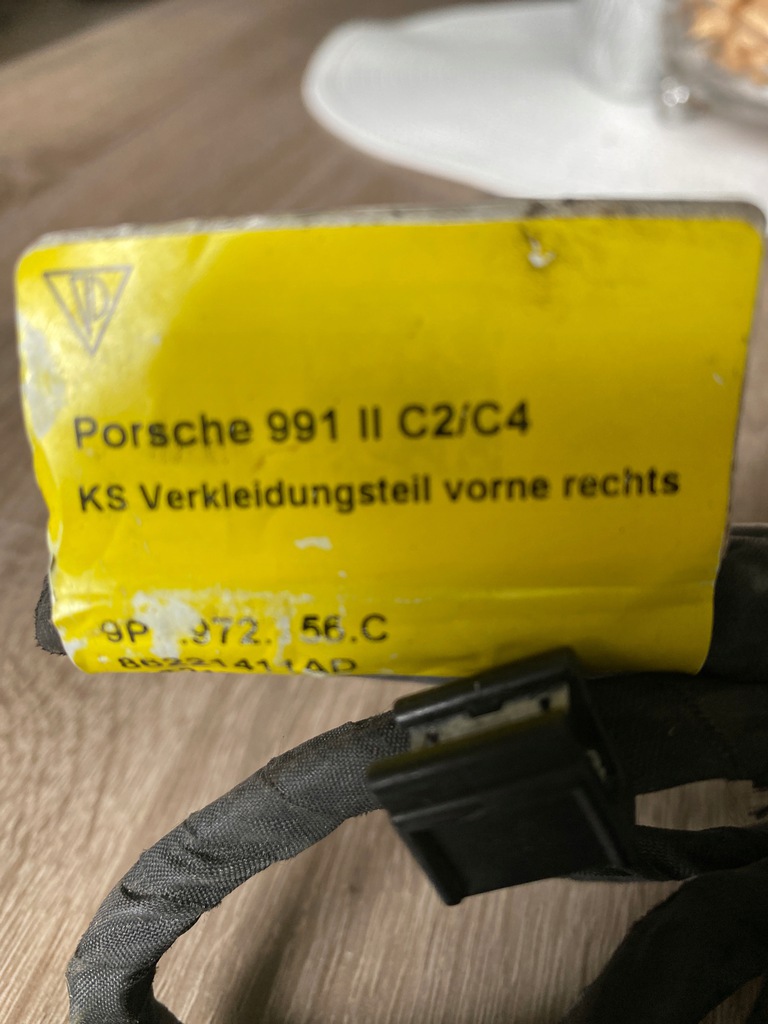 Porsche 991 II C2/C4
KS Verkleidungsteil vorne rechts
.C